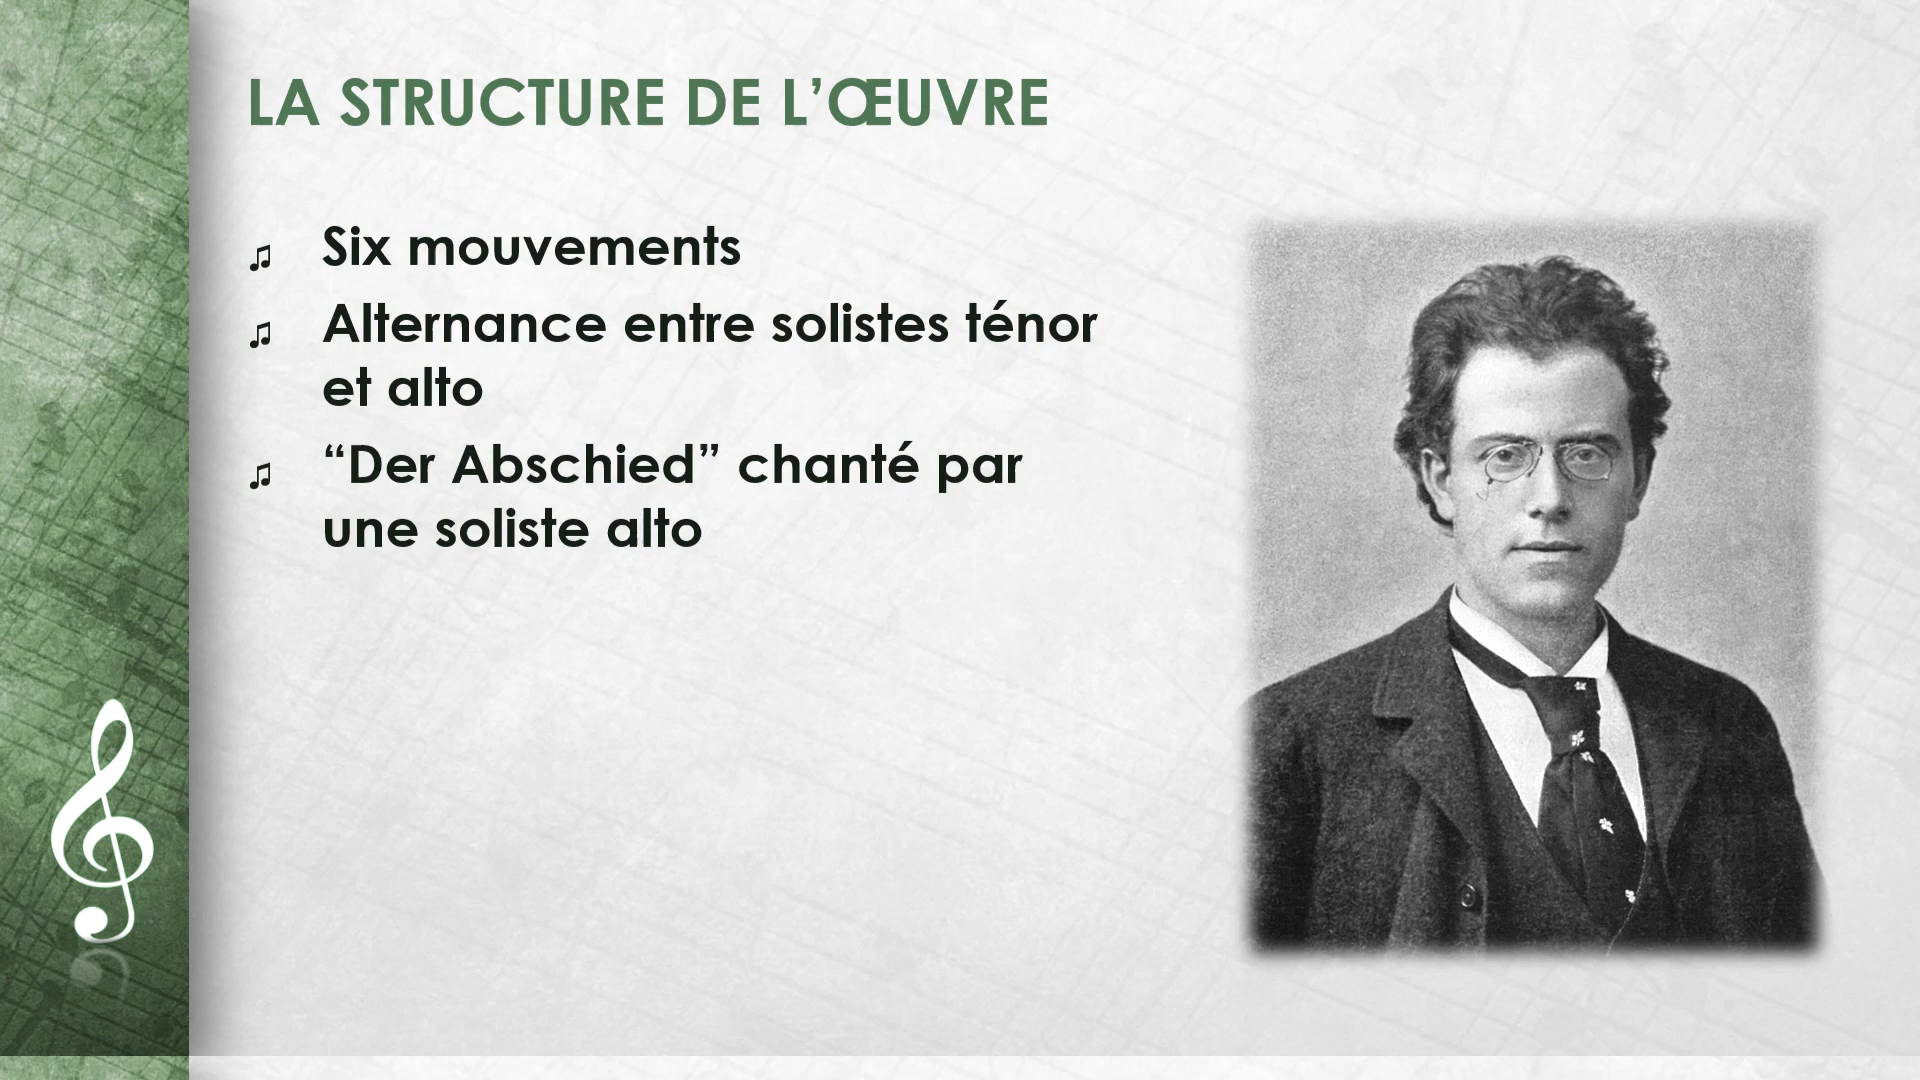 LA STRUCTURE DE L’ŒUVRE
♫ Six mouvements
♫ Alternance entre solistes ténor
et alto
♫ “Der Abschied” chanté par
une soliste alto